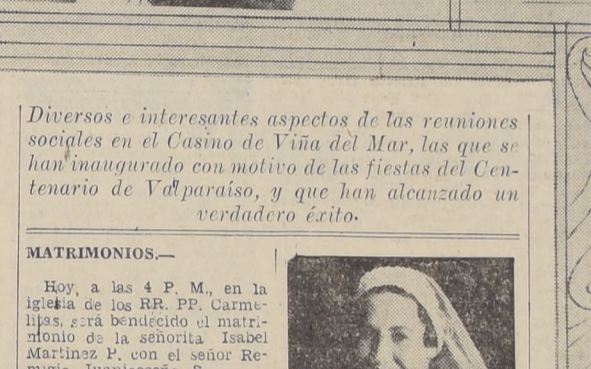 Diversos e interesantes aspectos de las reuniones
sociales en el Casino de Viña del Mar, las que se
han inaugurado con motivo de las fiestas del Cen-
tenario de Valparaíso, y que han alcanzado un
verdadero éxito.
MATRIMONIOS.—
Hoy, a las 4 P. M., en la
iglesia de los RR. PP. Carme-
litas, será bendecido el matri-
monio de la señorita Isabel
Martínez P. con el señor Re-